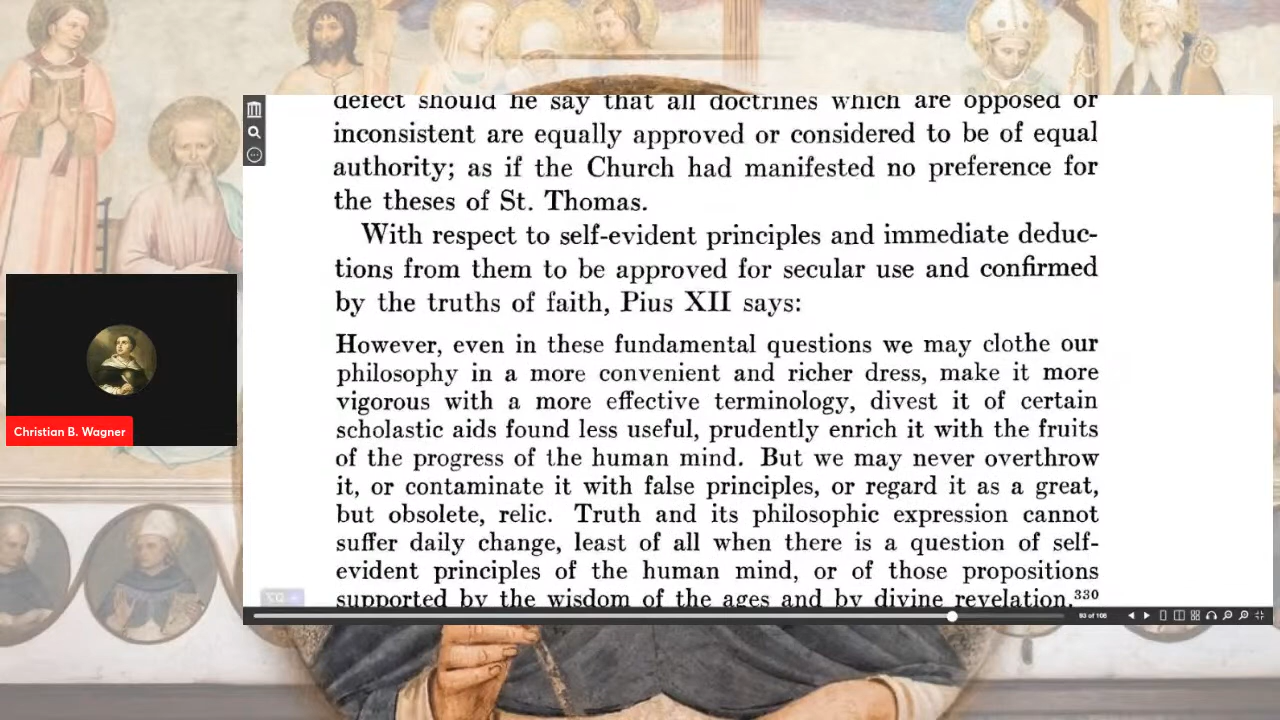 defect should he say that all doctrines which are opposed or
inconsistent are equally approved or considered to be of equal
authority; as if the Church had manifested no preference for
the theses of St. Thomas.
With respect to self-evident principles and immediate deduc-
tions from them to be approved for secular use and confirmed
by the truths of faith, Pius XII says:
However, even in these fundamental questions we may clothe our
philosophy in a more convenient and richer dress, make it more
vigorous with a more effective terminology, divest it of certain
scholastic aids found less useful, prudently enrich it with the fruits
of the progress of the human mind. But we may never overthrow
it, or contaminate it with false principles, or regard it as a great,
but obsolete, relic. Truth and its philosophic expression cannot
suffer daily change, least of all when there is a question of self-
evident principles of the human mind, or of those propositions
supported by the wisdom of the ages and by divine revelation.330
Christian B. Wagner